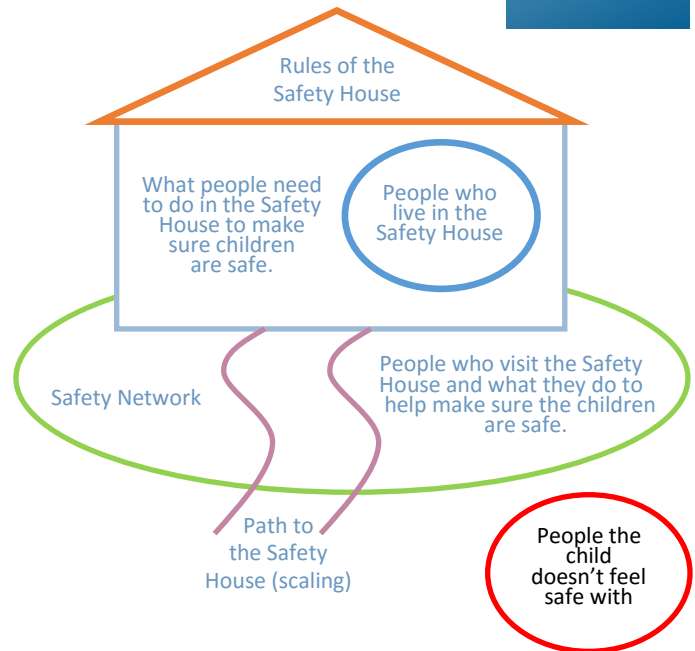 Rules of the
Safety House
What people need
to do in the Safety
House to make
sure children
are safe.
People who
live in the
Safety House
Safety Network
People who visit the Safety
House and what they do to
help make sure the children
are safe.
Path to
the Safety
House (scaling)
People the
child
doesn’t feel
safe with